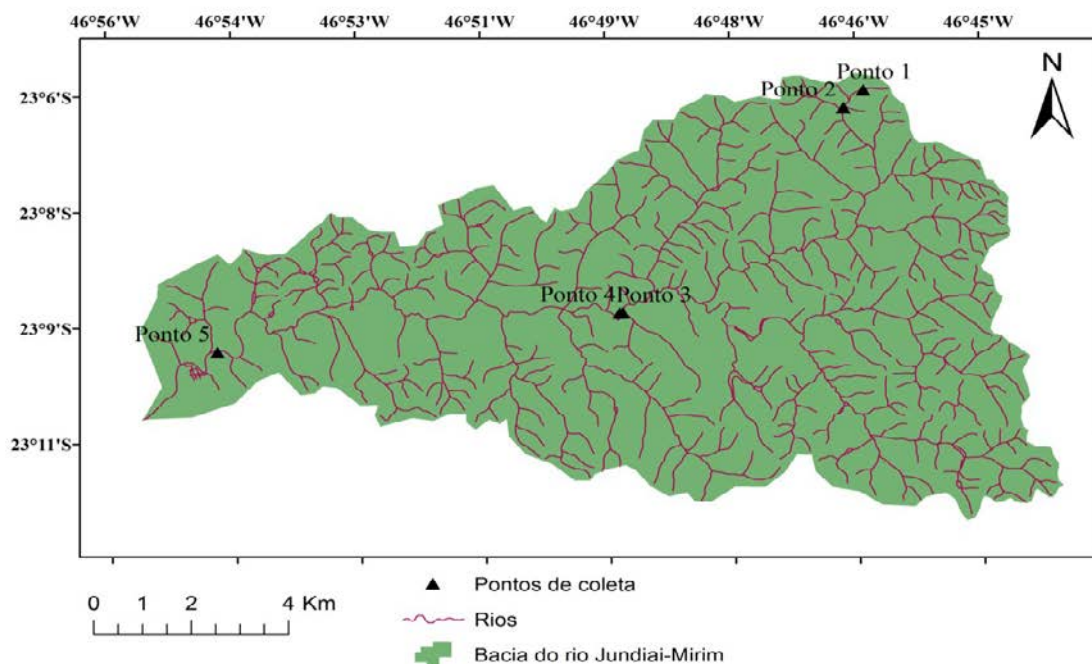 46°56'W 46°54'W 46°53'W 46°51'W 46°49'W 46°48'W 46°46'W 46°45'W
N
Ponto 1
Ponto 2
23°6'S
23°8'S
Ponto 4 Ponto 3
23°9'S
Ponto 5
23°11'S
Pontos de coleta
0 1 2 4 Km
Rios
Bacia do rio Jundiai-Mirim